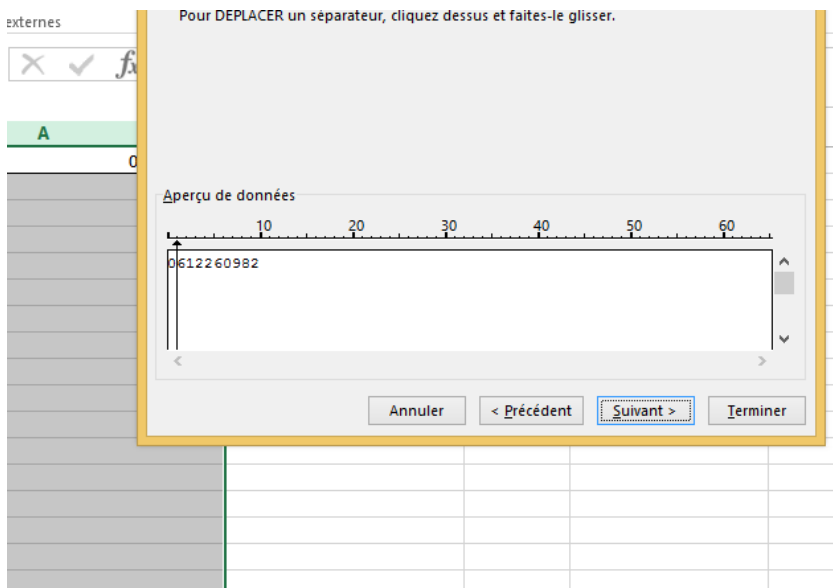 Pour DEPLACER un séparateur, cliquez dessus et faites-le glisser.
externes
A
0
Aperçu de données
10 20 30 40 50 60
0612260982
Annuler < Précédent Suivant > Terminer